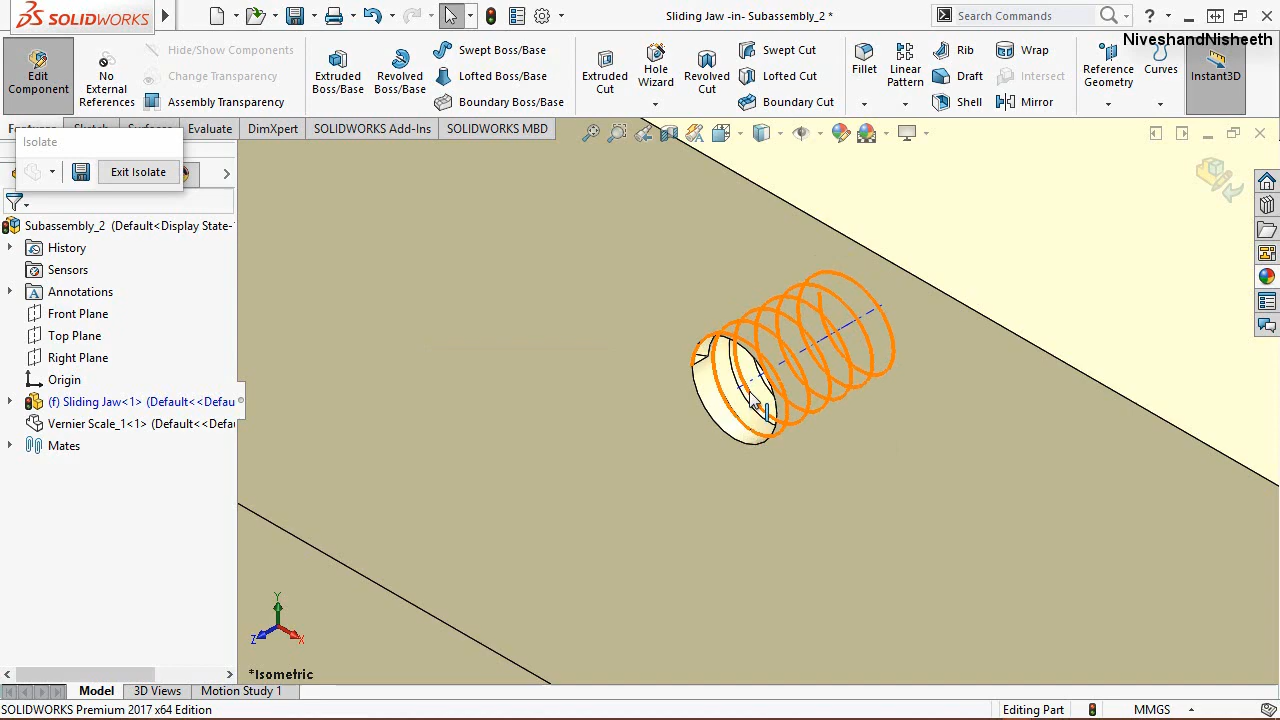 SOLIDWORKS
Sliding Jaw -in- Subassembly_2 *
Search Commands
NiveshandNisheeth
Edit Component
No External References
Hide/Show Components
Change Transparency
Assembly Transparency
Extruded Boss/Base
Revolved Boss/Base
Swept Boss/Base
Lofted Boss/Base
Boundary Boss/Base
Extruded Cut
Hole Wizard
Revolved Cut
Swept Cut
Lofted Cut
Boundary Cut
Fillet
Linear Pattern
Rib
Draft
Shell
Wrap
Intersect
Mirror
Reference Geometry
Curves
Instant3D
Features Sketch Surfaces Evaluate DimXpert SOLIDWORKS Add-Ins SOLIDWORKS MBD
Isolate
Exit Isolate
Subassembly_2 (Default<Display State-
History
Sensors
Annotations
Front Plane
Top Plane
Right Plane
Origin
(f) Sliding Jaw<1> (Default<<Defau
Vernier Scale_1<1> (Default<<Defau
Mates
Y
Z
X
*Isometric
Model 3D Views Motion Study 1
SOLIDWORKS Premium 2017 x64 Edition
Editing Part
MMGS